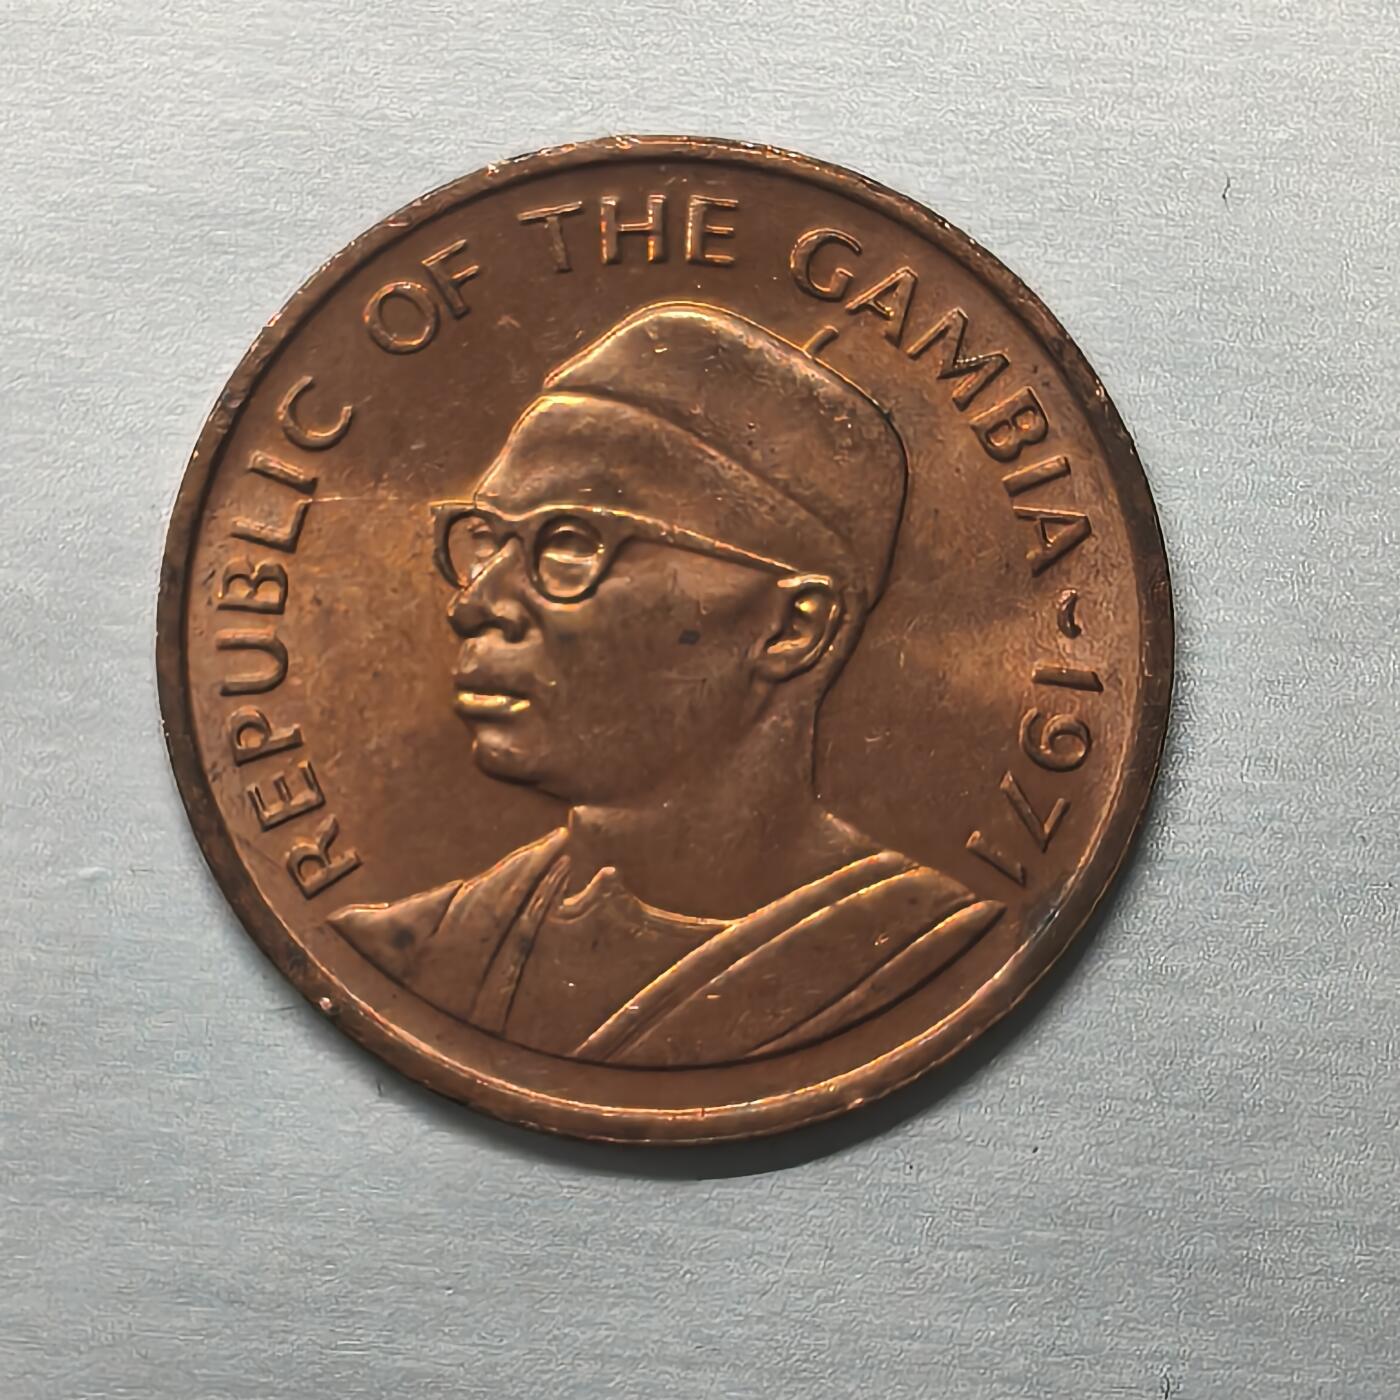 REPUBLIC OF THE GAMBIA ~ 1971